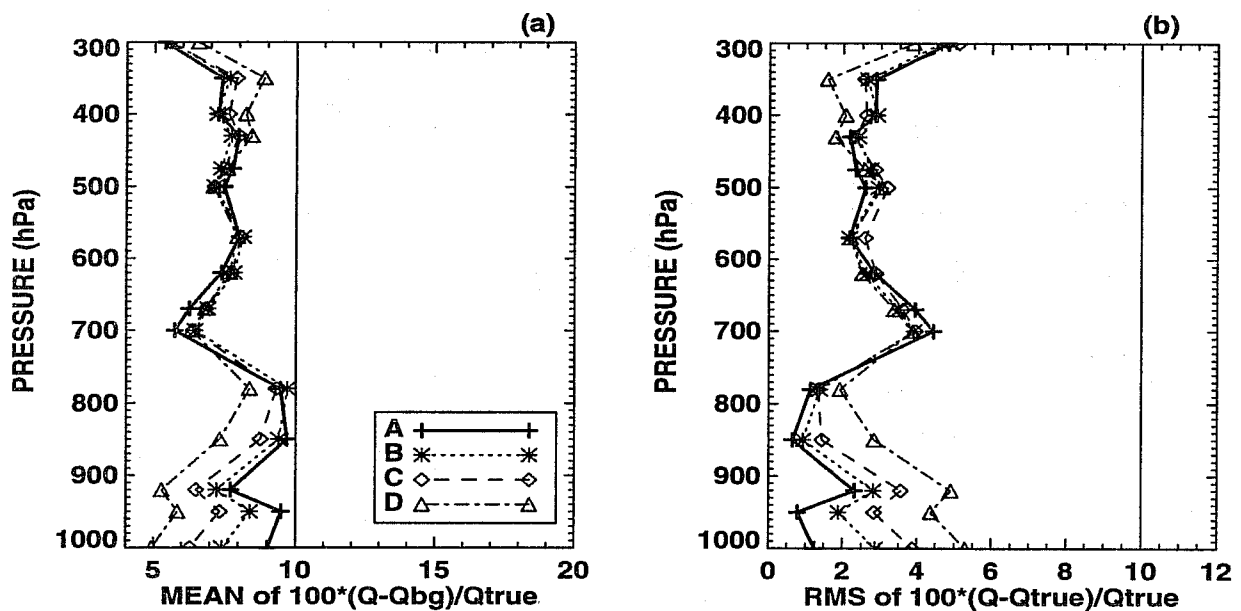 (a)
300
400
500
600
700
800
900
1000
PRESSURE (hPa)
A
B
C
D
5
10
15
20
MEAN of 100*(Q-Qbg)/Qtrue
(b)
300
400
500
600
700
800
900
1000
PRESSURE (hPa)
0
2
4
6
8
10
12
RMS of 100*(Q-Qtrue)/Qtrue